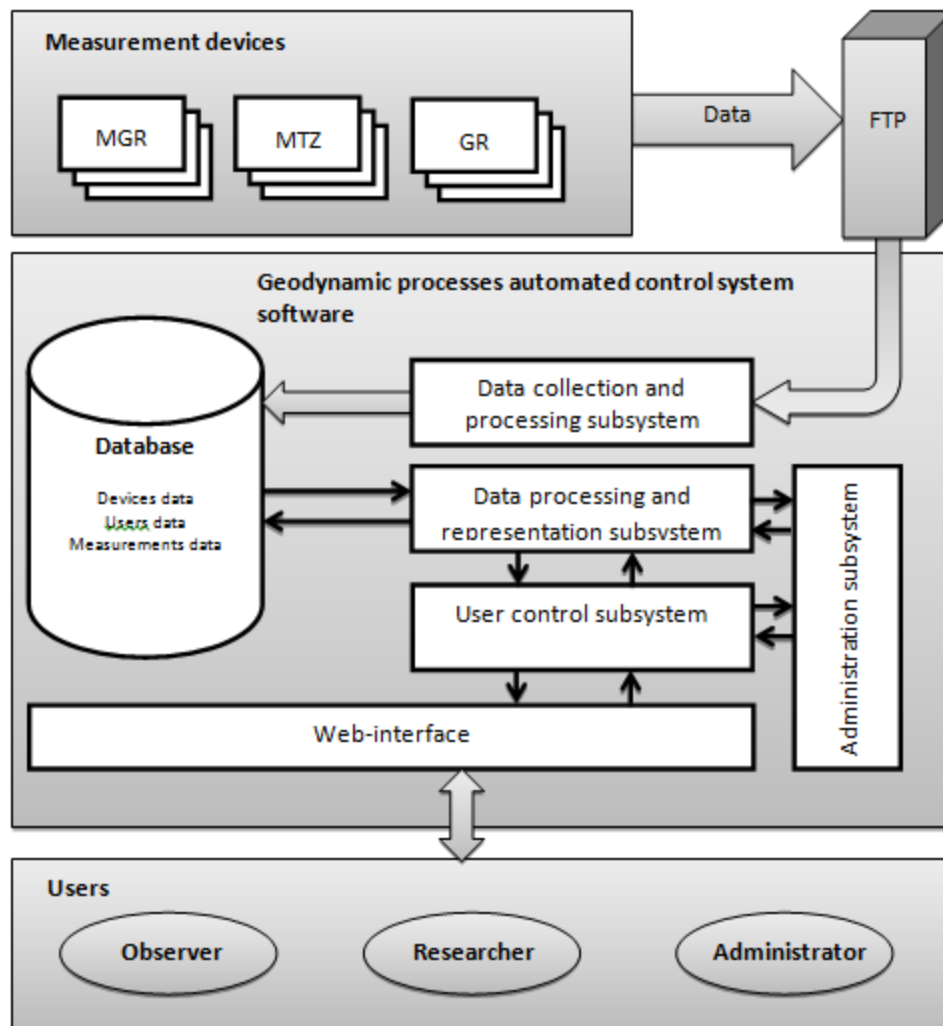 Measurement devices
MGR
MTZ
GR
Data
FTP
Geodynamic processes automated control system
software
Data collection and
processing subsystem
Database
Devices data
Users data
Measurements data
Data processing and
representation subsystem
User control subsystem
Administration subsystem
Web-interface
Users
Observer
Researcher
Administrator